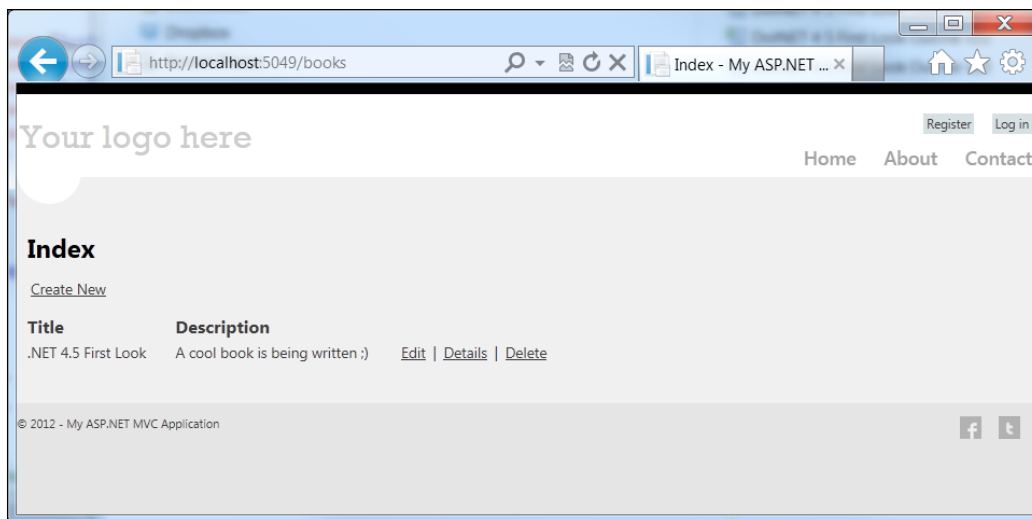 http://localhost:5049/books
Index - My ASP.NET ...
Your logo here
Register Log in
Home About Contact
Index
Create New
Title Description
.NET 4.5 First Look A cool book is being written ;) Edit | Details | Delete
© 2012 - My ASP.NET MVC Application